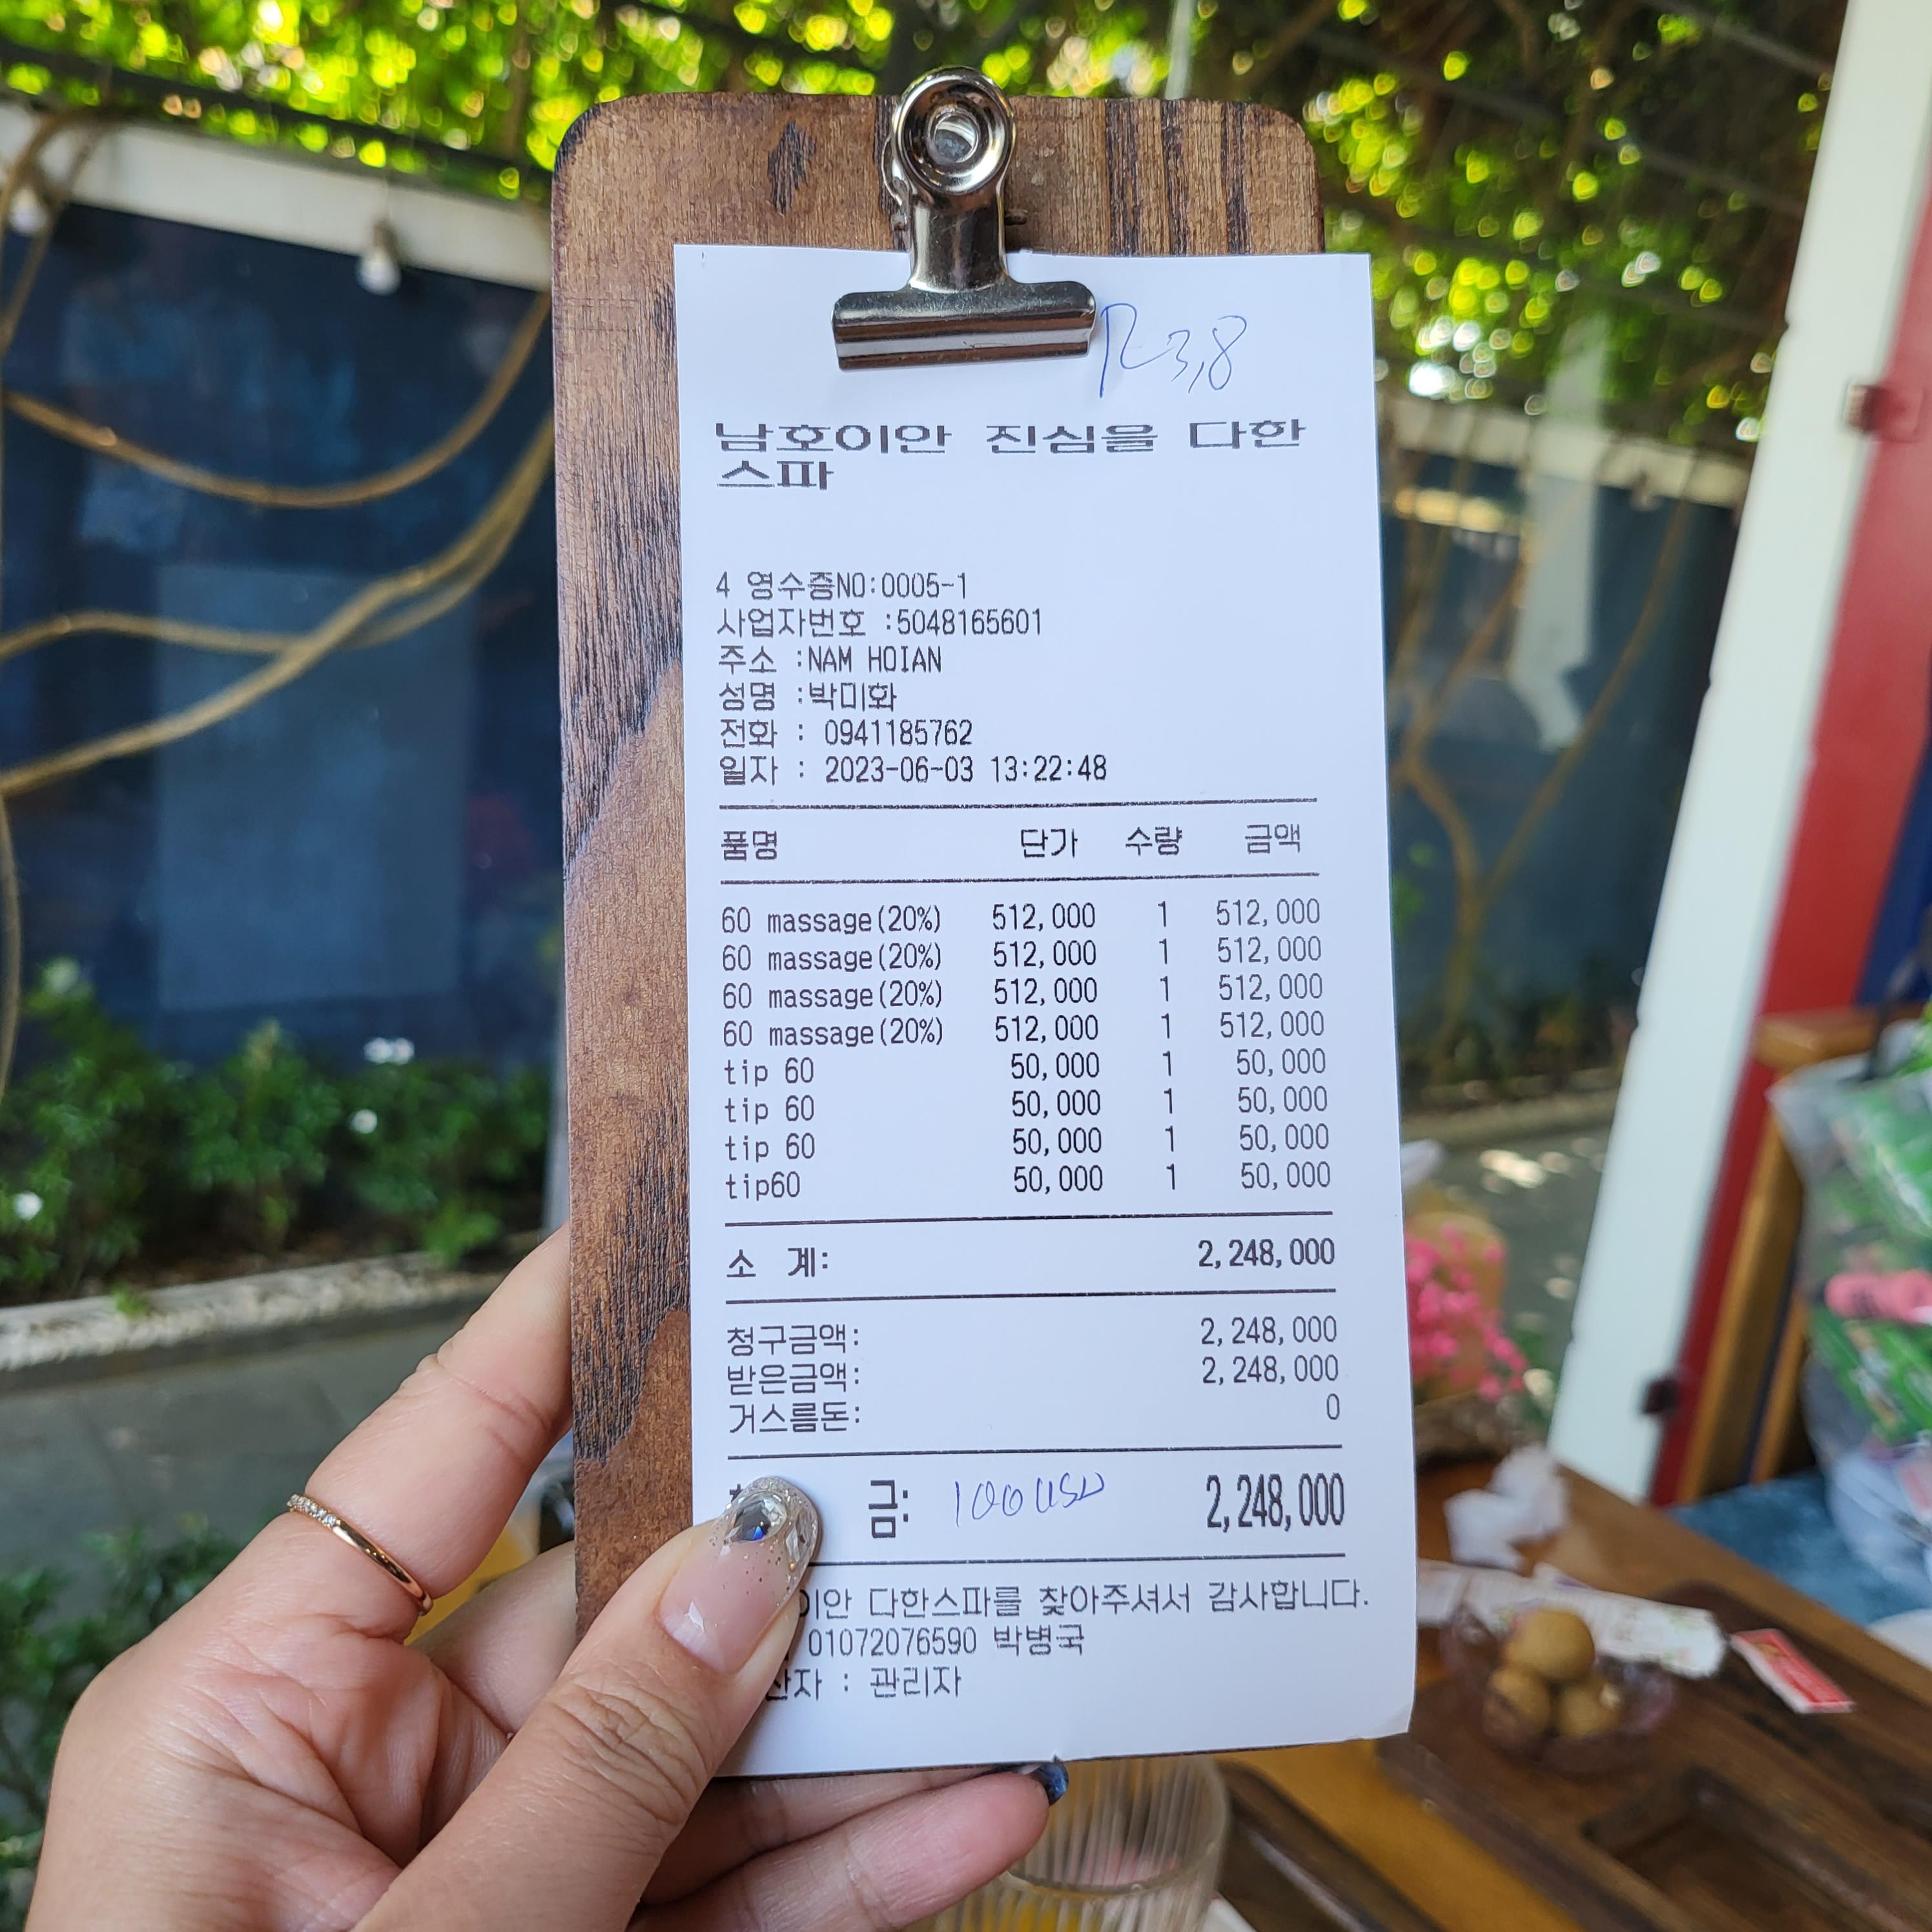 R3,8
남호이안 진심을 다한
스파
4 영수증NO:0005-1
사업자번호 :5048165601
주소 :NAM HOIAN
성명 :박미화
전화 : 0941185762
일자 : 2023-06-03 13:22:48
품명 단가 수량 금액
60 massage(20%) 512,000 1 512,000
60 massage(20%) 512,000 1 512,000
60 massage(20%) 512,000 1 512,000
60 massage(20%) 512,000 1 512,000
tip 60 50,000 1 50,000
tip 60 50,000 1 50,000
tip 60 50,000 1 50,000
tip60 50,000 1 50,000
소 계: 2,248,000
청구금액: 2,248,000
받은금액: 2,248,000
거스름돈: 0
금: 100 USD 2,248,000
이안 다한스파를 찾아주셔서 감사합니다.
01072076590 박병국
산자 : 관리자